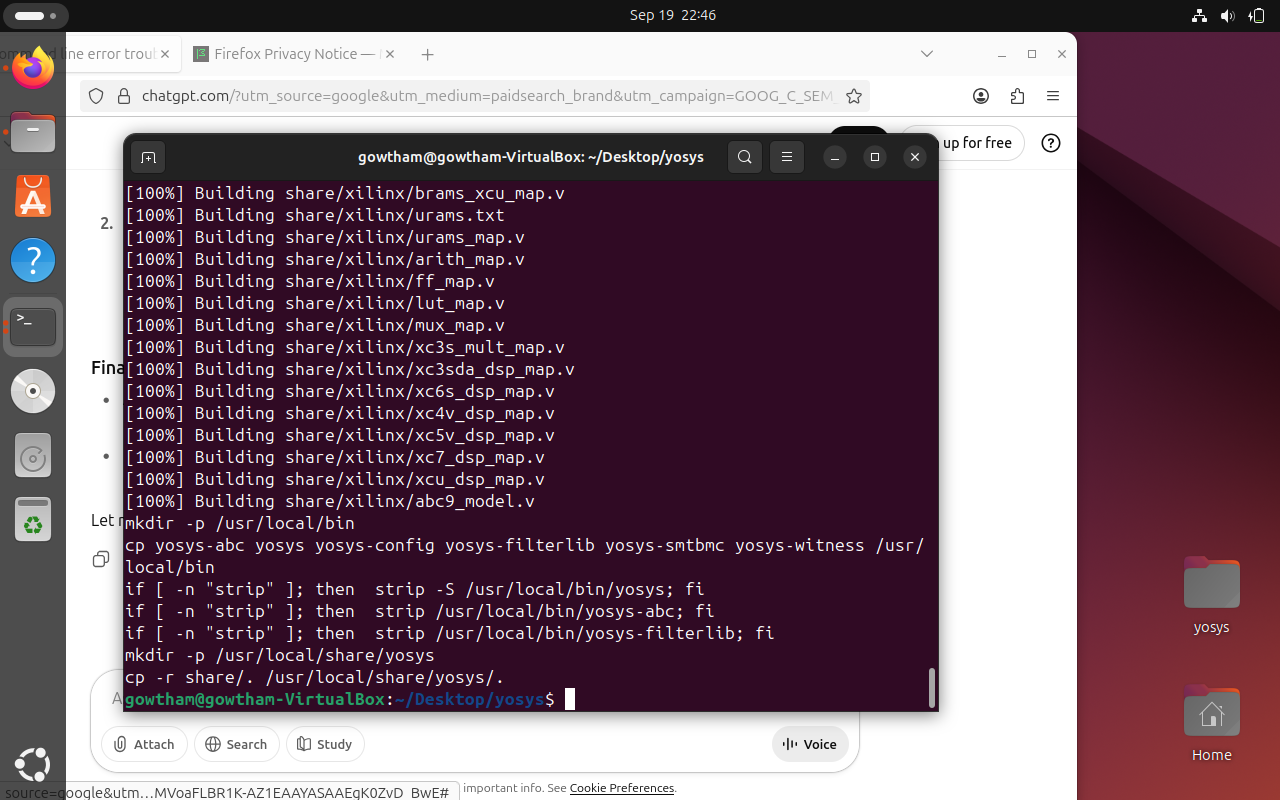 Sep 19 22:46
line error trou
Firefox Privacy Notice —
chatgpt.com/?utm_source=google&utm_medium=paidsearch_brand&utm_campaign=GOOG_C_SEM_
up for free
gowtham@gowtham-VirtualBox: ~/Desktop/yosys
[100%] Building share/xilinx/brams_xcu_map.v
[100%] Building share/xilinx/urams.txt
[100%] Building share/xilinx/urams_map.v
[100%] Building share/xilinx/arith_map.v
[100%] Building share/xilinx/ff_map.v
[100%] Building share/xilinx/lut_map.v
[100%] Building share/xilinx/mux_map.v
[100%] Building share/xilinx/xc3s_mult_map.v
[100%] Building share/xilinx/xc3sda_dsp_map.v
[100%] Building share/xilinx/xc6s_dsp_map.v
[100%] Building share/xilinx/xc4v_dsp_map.v
[100%] Building share/xilinx/xc5v_dsp_map.v
[100%] Building share/xilinx/xc7_dsp_map.v
[100%] Building share/xilinx/xcu_dsp_map.v
[100%] Building share/xilinx/abc9_model.v
mkdir -p /usr/local/bin
cp yosys-abc yosys yosys-config yosys-filterlib yosys-smtbmc yosys-witness /usr/
local/bin
if [ -n "strip" ]; then  strip -S /usr/local/bin/yosys; fi
if [ -n "strip" ]; then  strip /usr/local/bin/yosys-abc; fi
if [ -n "strip" ]; then  strip /usr/local/bin/yosys-filterlib; fi
mkdir -p /usr/local/share/yosys
cp -r share/. /usr/local/share/yosys/.
gowtham@gowtham-VirtualBox:~/Desktop/yosys$
2.
Fina
Let
A
Attach
Search
Study
Voice
important info. See Cookie Preferences.
source=google&utm…MVoaFLBR1K-AZ1EAAYASAAEgK0ZvD_BwE#
yosys
Home